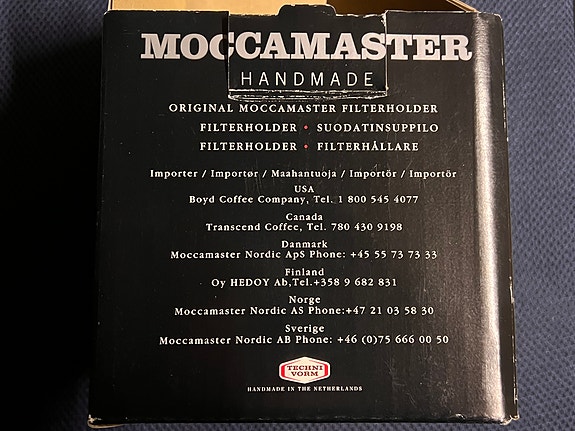 MOCCAMASTER
HANDMADE
ORIGINAL MOCCAMASTER FILTERHOLDER
FILTERHOLDER • SUODATINSUPPILO
FILTERHOLDER • FILTERHÅLLARE
Importer / Importør / Maahantuoja / Importör / Importör
USA
Boyd Coffee Company, Tel. 1 800 545 4077
Canada
Transcend Coffee, Tel. 780 430 9198
Danmark
Moccamaster Nordic ApS Phone: +45 55 73 73 33
Finland
Oy HEDOY Ab,Tel.+358 9 682 831
Norge
Moccamaster Nordic AS Phone:+47 21 03 58 30
Sverige
Moccamaster Nordic AB Phone: +46 (0)75 666 00 50
TECHNI
VORM
HANDMADE IN THE NETHERLANDS